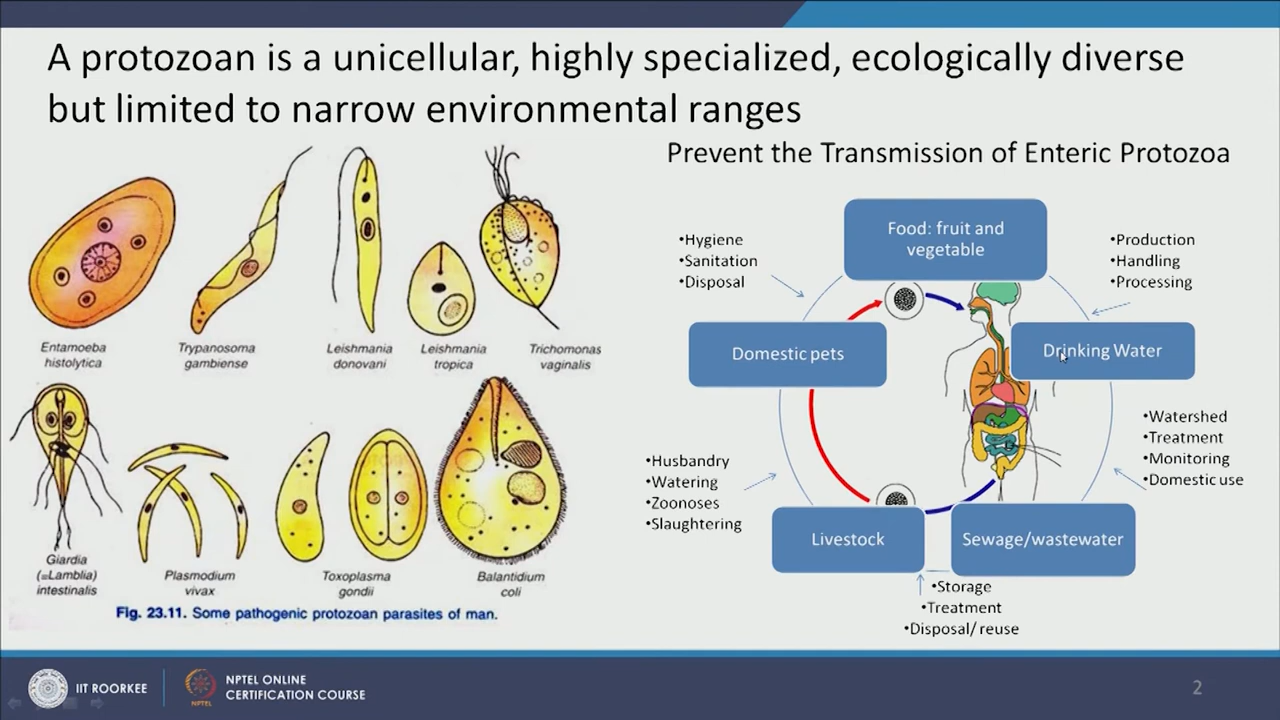 A protozoan is a unicellular, highly specialized, ecologically diverse
but limited to narrow environmental ranges
Entamoeba
histolytica
Trypanosoma
gambiense
Leishmania
donovani
Leishmania
tropica
Trichomonas
vaginalis
Giardia
(=Lamblia)
intestinalis
Plasmodium
vivax
Toxoplasma
gondii
Balantidium
coli
Fig. 23.11. Some pathogenic protozoan parasites of man.
Prevent the Transmission of Enteric Protozoa
Food: fruit and
vegetable
•Hygiene
•Sanitation
•Disposal
•Production
•Handling
•Processing
Domestic pets
Drinking Water
•Husbandry
•Watering
•Zoonoses
•Slaughtering
•Watershed
•Treatment
•Monitoring
•Domestic use
Livestock
Sewage/wastewater
•Storage
•Treatment
•Disposal/ reuse
IIT ROORKEE
NPTEL
NPTEL ONLINE
CERTIFICATION COURSE
2